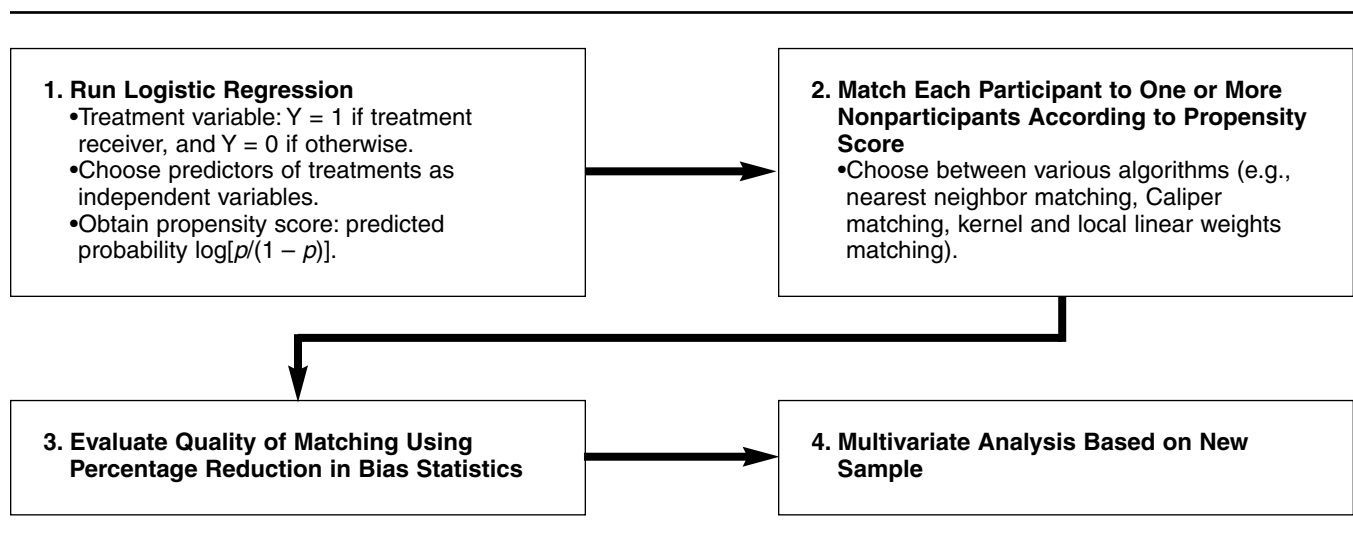 1. Run Logistic Regression
•Treatment variable: Y = 1 if treatment
receiver, and Y = 0 if otherwise.
•Choose predictors of treatments as
independent variables.
•Obtain propensity score: predicted
probability log[p/(1 – p)].
2. Match Each Participant to One or More
Nonparticipants According to Propensity
Score
•Choose between various algorithms (e.g.,
nearest neighbor matching, Caliper
matching, kernel and local linear weights
matching).
3. Evaluate Quality of Matching Using
Percentage Reduction in Bias Statistics
4. Multivariate Analysis Based on New
Sample